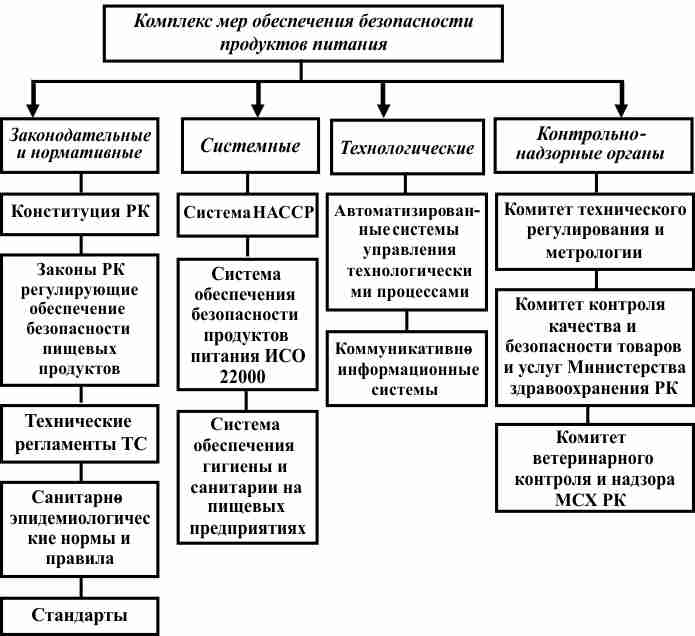 Комплекс мер обеспечения безопасности
продуктов питания
Законодательные
и нормативные
Конституция РК
Законы РК
регулирующие
обеспечение
безопасности
пищевых
продуктов
Технические
регламенты ТС
Санитарно
эпидемиологичес
кие нормы и
правила
Стандарты
Системные
Система НАССР
Система
обеспечения
безопасности
продуктов
питания ИСО
22000
Система
обеспечения
гигиены и
санитарии на
пищевых
предприятиях
Технологические
Автоматизирован-
ные системы
управления
технологически
ми процессами
Коммуникативно
информационные
системы
Контрольно-
надзорные органы
Комитет технического
регулирования и
метрологии
Комитет контроля
качества и
безопасности товаров
и услуг Министерства
здравоохранения РК
Комитет
ветеринарного
контроля и надзора
МСХ РК